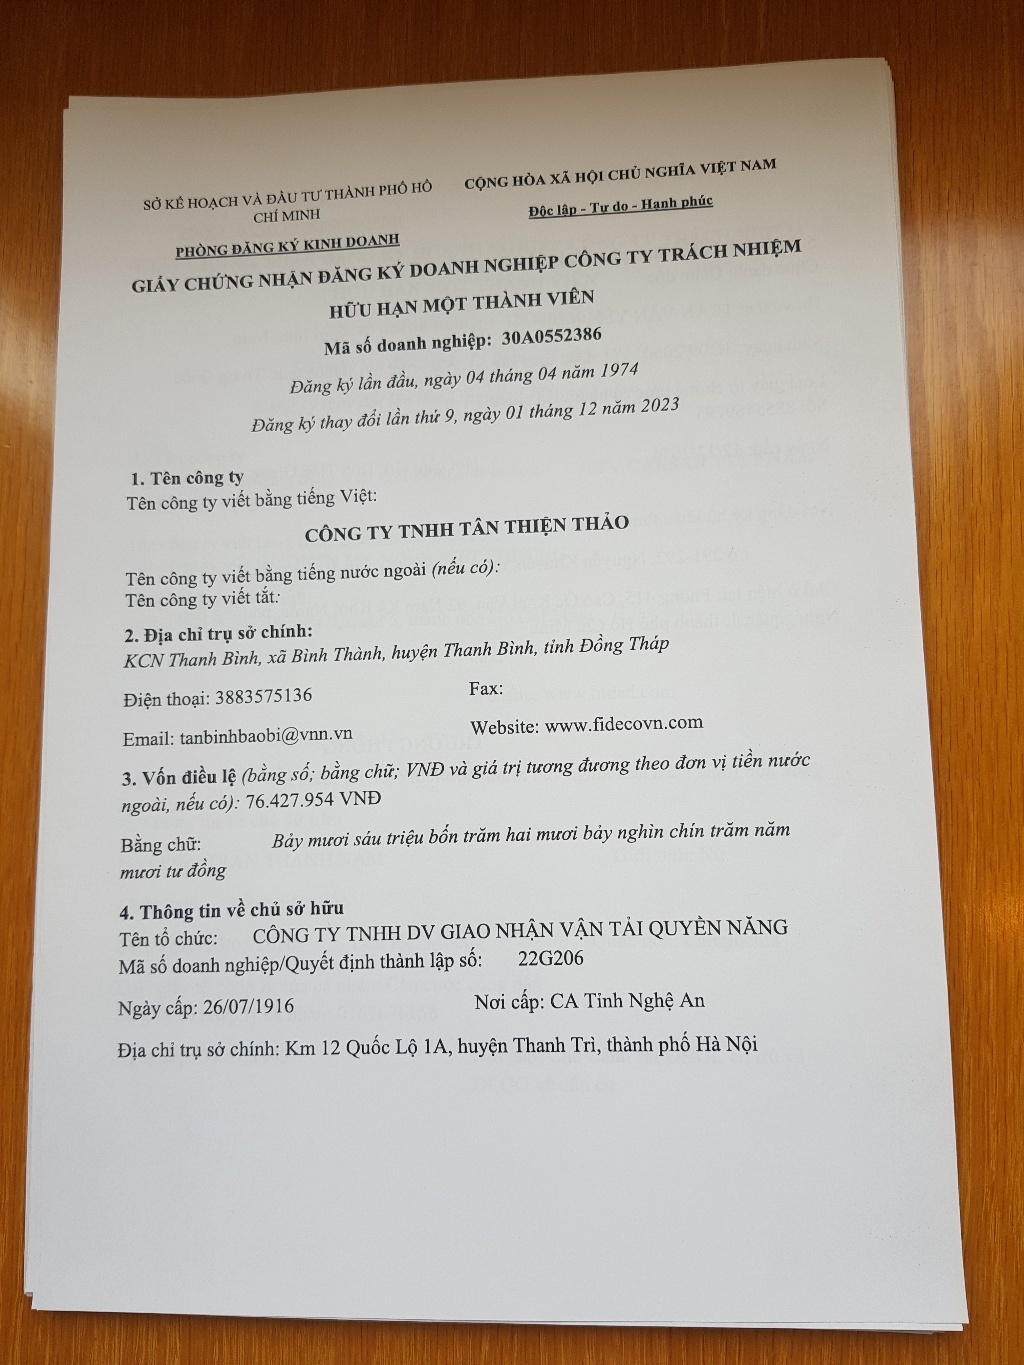 SỞ KẾ HOẠCH VÀ ĐẦU TƯ THÀNH PHỐ HỒ
CHÍ MINH
PHÒNG ĐĂNG KÝ KINH DOANH
CỘNG HÒA XÃ HỘI CHỦ NGHĨA VIỆT NAM
Độc lập - Tự do - Hạnh phúc
GIẤY CHỨNG NHẬN ĐĂNG KÝ DOANH NGHIỆP CÔNG TY TRÁCH NHIỆM
HỮU HẠN MỘT THÀNH VIÊN
Mã số doanh nghiệp: 30A0552386
Đăng ký lần đầu, ngày 04 tháng 04 năm 1974
Đăng ký thay đổi lần thứ 9, ngày 01 tháng 12 năm 2023
1. Tên công ty
Tên công ty viết bằng tiếng Việt:
CÔNG TY TNHH TÂN THIỆN THẢO
Tên công ty viết bằng tiếng nước ngoài (nếu có):
Tên công ty viết tắt:
2. Địa chỉ trụ sở chính:
KCN Thanh Bình, xã Bình Thành, huyện Thanh Bình, tỉnh Đồng Tháp
Điện thoại: 3883575136 Fax:
Email: tanbinhbaobi@vnn.vn Website: www.fidecovn.com
3. Vốn điều lệ (bằng số; bằng chữ; VNĐ và giá trị tương đương theo đơn vị tiền nước
ngoài, nếu có): 76.427.954 VNĐ
Bằng chữ: Bảy mươi sáu triệu bốn trăm hai mươi bảy nghìn chín trăm năm
mươi tư đồng
4. Thông tin về chủ sở hữu
Tên tổ chức: CÔNG TY TNHH DV GIAO NHẬN VẬN TẢI QUYỀN NĂNG
Mã số doanh nghiệp/Quyết định thành lập số: 22G206
Ngày cấp: 26/07/1916 Nơi cấp: CA Tỉnh Nghệ An
Địa chỉ trụ sở chính: Km 12 Quốc Lộ 1A, huyện Thanh Trì, thành phố Hà Nội